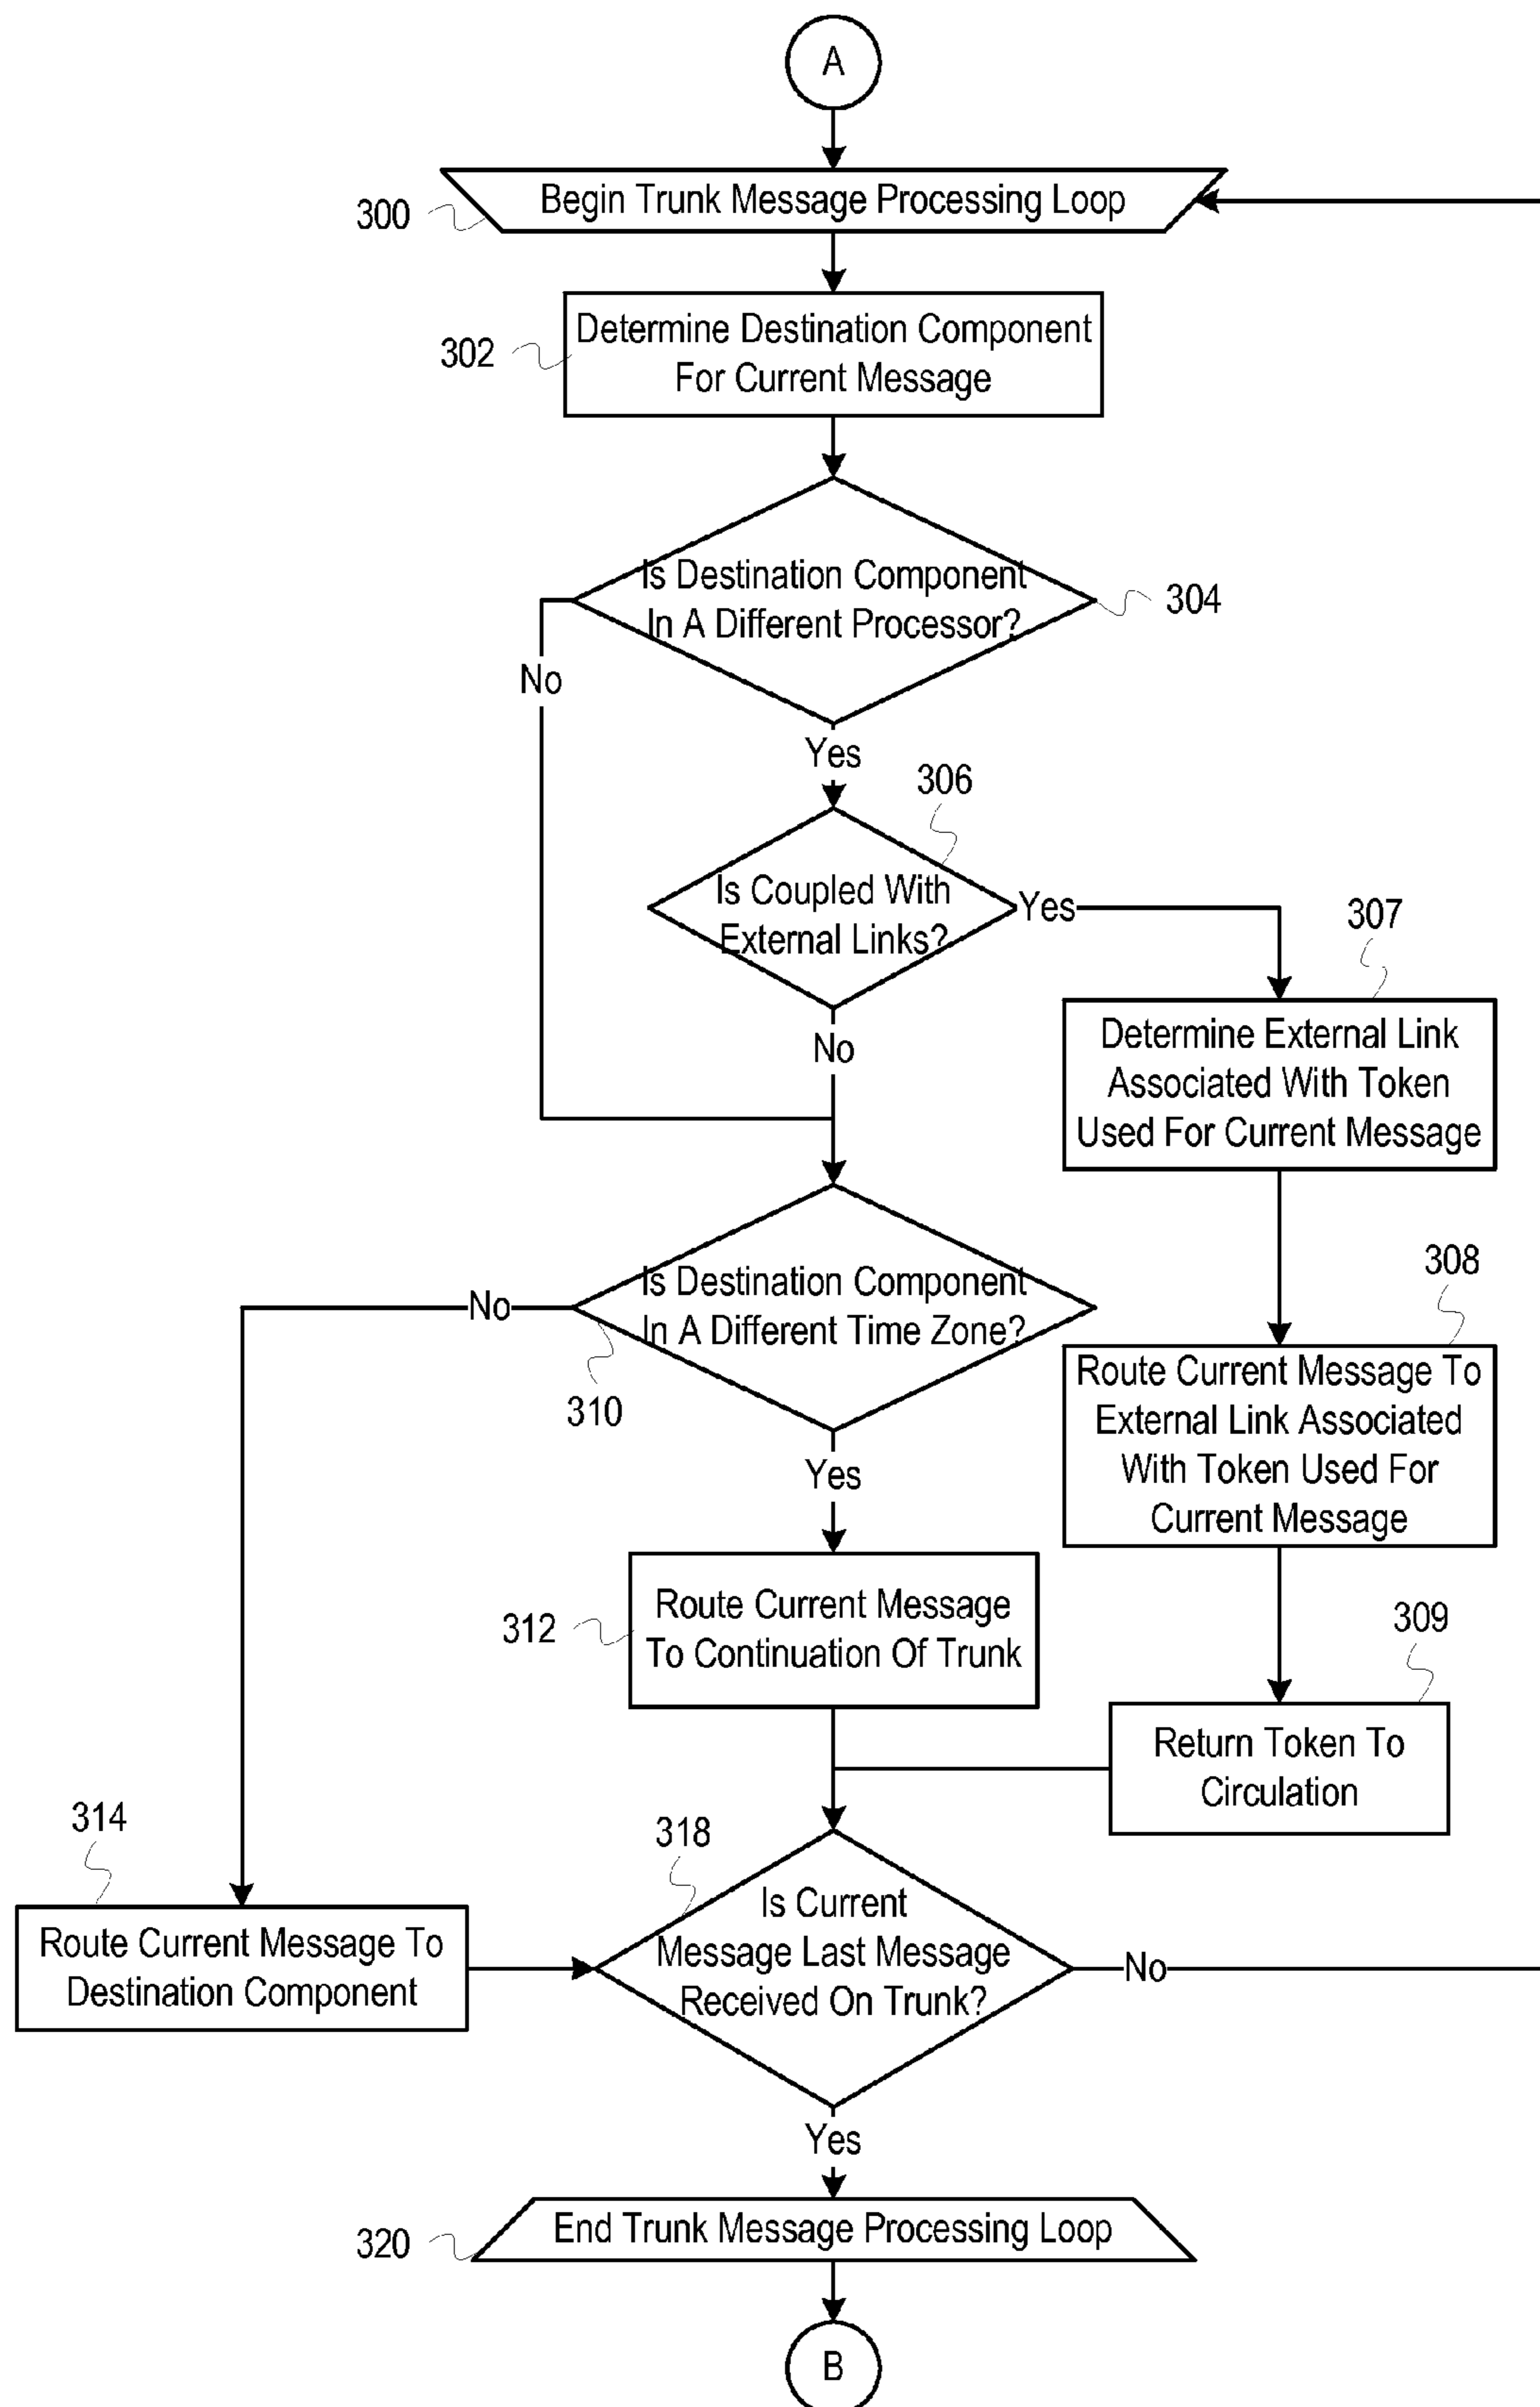 A
Begin Trunk Message Processing Loop
300
Determine Destination Component
For Current Message
302
Is Destination Component
In A Different Processor?
304
No
Yes
306
Is Coupled With
External Links?
Yes
307
No
Determine External Link
Associated With Token
Used For Current Message
Is Destination Component
In A Different Time Zone?
No
310
308
Yes
Route Current Message To
External Link Associated
With Token Used For
Current Message
Route Current Message
To Continuation Of Trunk
312
309
Return Token To
Circulation
314
318
Route Current Message To
Destination Component
Is Current
Message Last Message
Received On Trunk?
No
Yes
End Trunk Message Processing Loop
320
B